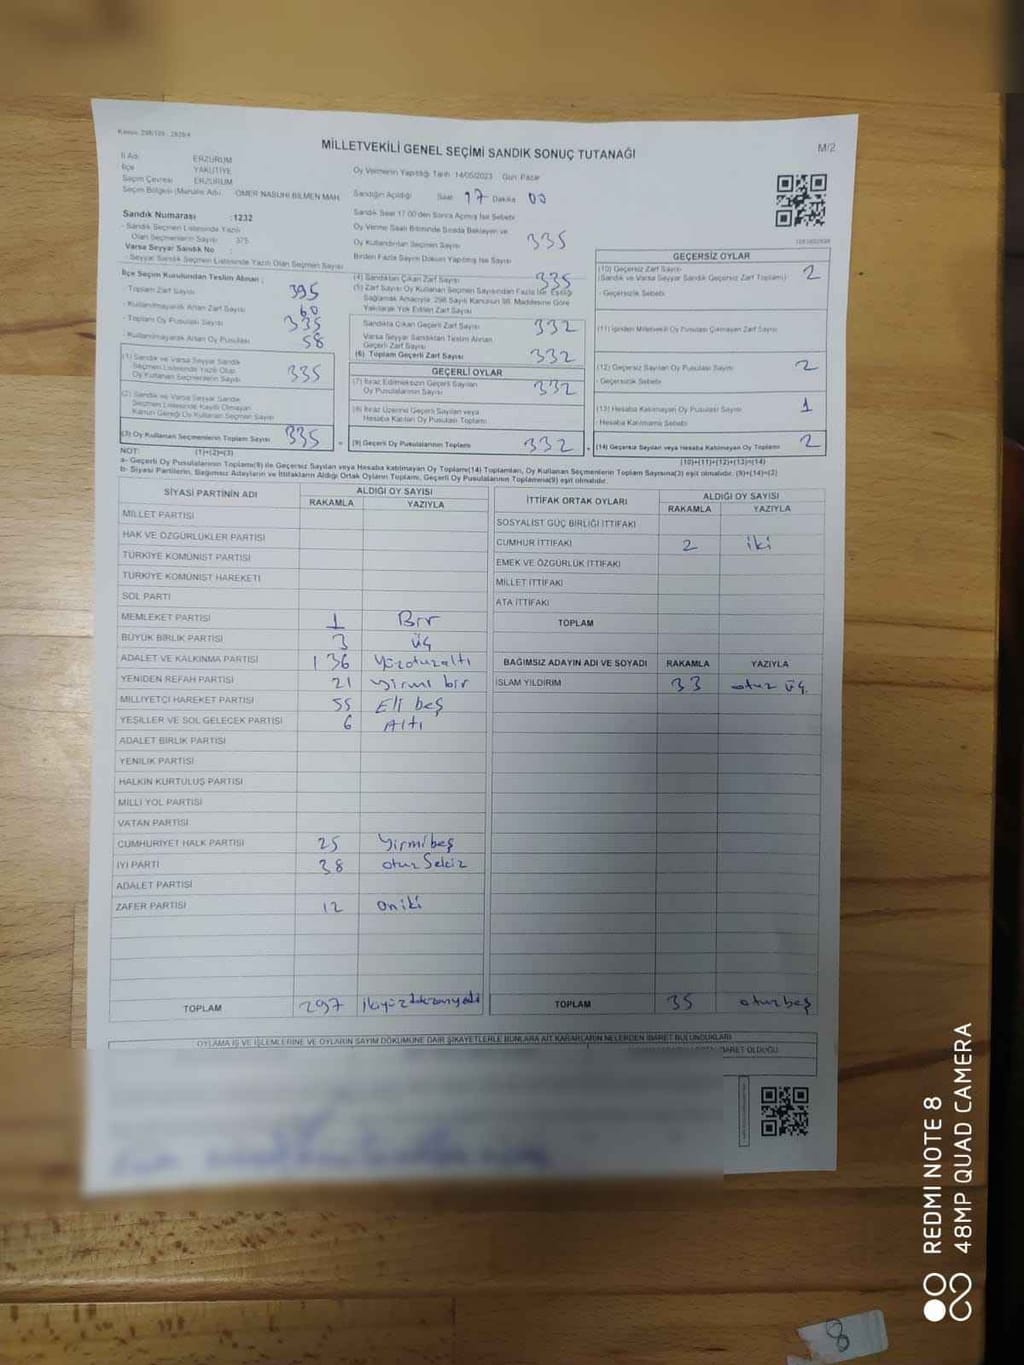 MİLLETVEKİLİ GENEL SEÇİMİ SANDIK SONUÇ TUTANAĞI
M/2
İl Adı ERZURUM
İlçe YAKUTİYE
Seçim Çevresi ERZURUM
Seçim Bölgesi (Mahalle Adı) ÖMER NASUHİ BİLMEN MAH.
Oy Vermenin Yapıldığı Tarih 14/05/2023 Gün Pazar
Sandığın Açıldığı Saat 17 Dakika 00
Sandık Numarası :1232
- Sandık Seçmen Listesinde Yazılı
Olan Seçmenlerin Sayısı 375
Varsa Seyyar Sandık No :
- Seyyar Sandık Seçmen Listesinde Yazılı Olan Seçmen Sayısı
Sandık Saat 17.00'den Sonra Açılmış İse Sebebi
Oy Verme Saati Bitiminde Sırada Bekleyen ve
Oy Kullandırılan Seçmen Sayısı 335
Birden Fazla Sayım Döküm Yapılmış İse Sayısı
İlçe Seçim Kurulundan Teslim Alınan ;
- Toplam Zarf Sayısı 395
- Kullanılmayarak Artan Zarf Sayısı 60
- Toplam Oy Pusulası Sayısı 335
- Kullanılmayarak Artan Oy Pusulası 58
(1) Sandık ve Varsa Seyyar Sandık
Seçmen Listesinde Yazılı Olup
Oy Kullanan Seçmenlerin Sayısı 335
(2) Sandık ve Varsa Seyyar Sandık
Seçmen Listesinde Kayıtlı Olmayan
Kanun Gereği Oy Kullanan Seçmen Sayısı
(3) Oy Kullanan Seçmenlerin Toplam Sayısı 335
(1)+(2)=(3)
(4) Sandıktan Çıkan Zarf Sayısı 335
(5) Zarf Sayısı Oy Kullanan Seçmen Sayısından Fazla İse, Eşitliği
Sağlamak Amacıyla, 298 Sayılı Kanunun 98. Maddesine Göre
Yakılarak Yok Edilen Zarf Sayısı
Sandıkta Çıkan Geçerli Zarf Sayısı 332
Varsa Seyyar Sandıktan Teslim Alınan
Geçerli Zarf Sayısı
(6) Toplam Geçerli Zarf Sayısı 332
GEÇERLİ OYLAR
(7) İtiraz Edilmeksizin Geçerli Sayılan
Oy Pusulalarının Sayısı 332
(8) İtiraz Üzerine Geçerli Sayılan veya
Hesaba Katılan Oy Pusulaları Toplamı
(9) Geçerli Oy Pusulalarının Toplamı 332
GEÇERSİZ OYLAR
(10) Geçersiz Zarf Sayısı
(Sandık ve Varsa Seyyar Sandık Geçersiz Zarf Toplamı) 2
- Geçersizlik Sebebi
(11) İçinden Milletvekili Oy Pusulası Çıkmayan Zarf Sayısı
(12) Geçersiz Sayılan Oy Pusulası Sayısı 2
- Geçersizlik Sebebi
(13) Hesaba Katılmayan Oy Pusulası Sayısı 1
- Hesaba Katılmama Sebebi
(14) Geçersiz Sayılan veya Hesaba Katılmayan Oy Toplamı 2
(10)+(11)+(12)+(13)=(14)
NOT:
a- Geçerli Oy Pusulalarının Toplamı(9) ile Geçersiz Sayılan veya Hesaba katılmayan Oy Toplamı(14) Toplamları, Oy Kullanan Seçmenlerin Toplam Sayısına(3) eşit olmalıdır. (9)+(14)=(3)
b- Siyasi Partilerin, Bağımsız Adayların ve İttifakların Aldığı Ortak Oyların Toplamı, Geçerli Oy Pusulalarının Toplamına(9) eşit olmalıdır.
SİYASİ PARTİNİN ADI ALDIĞI OY SAYISI
RAKAMLA YAZIYLA
MİLLET PARTİSİ
HAK VE ÖZGÜRLÜKLER PARTİSİ
TÜRKİYE KOMÜNİST PARTİSİ
TÜRKİYE KOMÜNİST HAREKETİ
SOL PARTİ
MEMLEKET PARTİSİ 1 Bir
BÜYÜK BİRLİK PARTİSİ 3 üç
ADALET VE KALKINMA PARTİSİ 136 Yüzotuzaltı
YENİDEN REFAH PARTİSİ 21 yirmi bir
MİLLİYETÇİ HAREKET PARTİSİ 55 Elli beş
YEŞİLLER VE SOL GELECEK PARTİSİ 6 Altı
ADALET BİRLİK PARTİSİ
YENİLİK PARTİSİ
HALKIN KURTULUŞ PARTİSİ
MİLLİ YOL PARTİSİ
VATAN PARTİSİ
CUMHURİYET HALK PARTİSİ 25 Yirmibeş
İYİ PARTİ 38 otuz Sekiz
ADALET PARTİSİ
ZAFER PARTİSİ 12 Oniki
TOPLAM 297 ikiyüzdoksanyedi
İTTİFAK ORTAK OYLARI ALDIĞI OY SAYISI
RAKAMLA YAZIYLA
SOSYALİST GÜÇ BİRLİĞİ İTTİFAKI
CUMHUR İTTİFAKI 2 iki
EMEK VE ÖZGÜRLÜK İTTİFAKI
MİLLET İTTİFAKI
ATA İTTİFAKI
TOPLAM
BAĞIMSIZ ADAYIN ADI VE SOYADI RAKAMLA YAZIYLA
İSLAM YILDIRIM 33 otuz üç
TOPLAM 35 otuzbeş
OYLAMA İŞ VE İŞLEMLERİNE VE OYLARIN SAYIM DÖKÜMÜNE DAİR ŞİKAYETLERLE BUNLARA AİT KARARLARIN NELERDEN İBARET BULUNDUKLARI
OLDUĞU
REDMI NOTE 8
48MP QUAD CAMERA
8